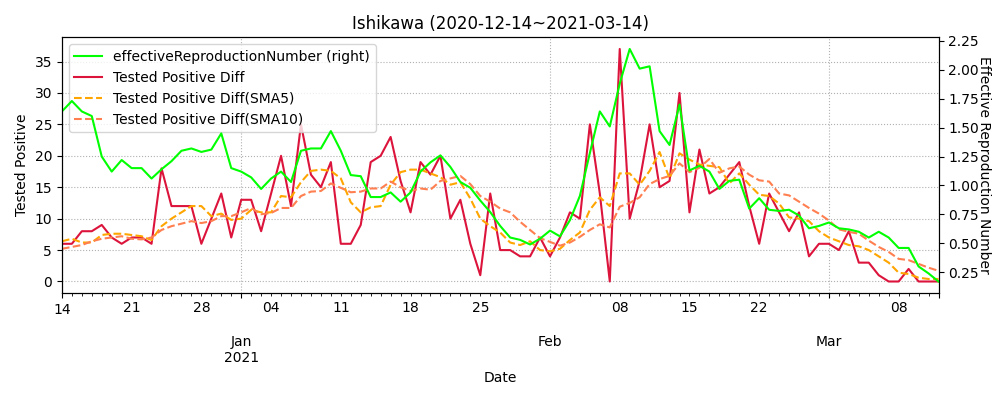 Ishikawa (2020-12-14~2021-03-14)
effectiveReproductionNumber (right)
Tested Positive Diff
Tested Positive Diff(SMA5)
Tested Positive Diff(SMA10)
Tested Positive
35
30
25
20
15
10
5
0
2.25
2.00
1.75
1.50
1.25
1.00
0.75
0.50
0.25
Effective Reproduction Number
14 21 28 04 11 18 25 08 15 22 08
Jan Feb Mar
2021
Date